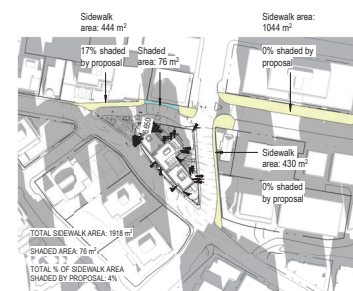 Sidewalk
area: 444 m²
Sidewalk area:
1044 m²
17% shaded
by proposal
Shaded
area: 76 m²
0% shaded by
proposal
Sidewalk
area: 430 m²
0% shaded
by proposal
TOTAL SIDEWALK AREA: 1918 m²
SHADED AREA: 76 m²
TOTAL % OF SIDEWALK AREA
SHADED BY PROPOSAL: 4%